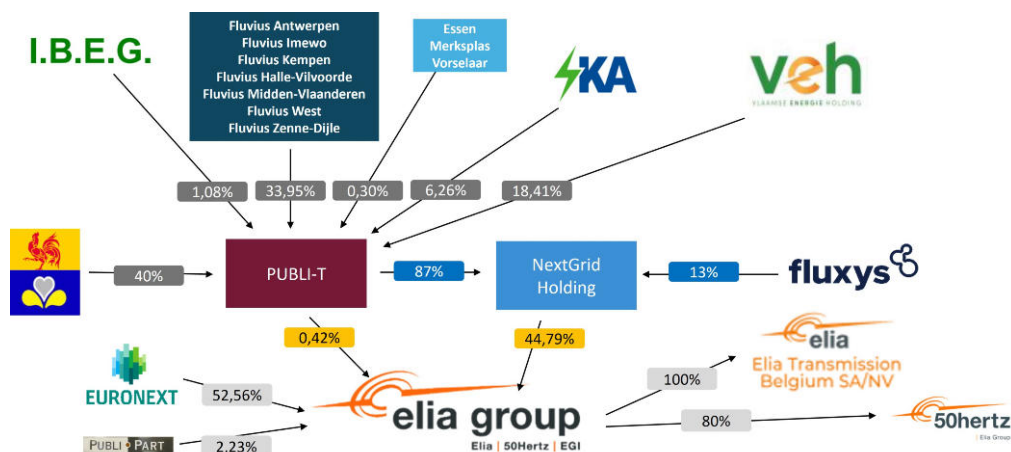 I.B.E.G.
Fluvius Antwerpen
Fluvius Imewo
Fluvius Kempen
Fluvius Halle-Vilvoorde
Fluvius Midden-Vlaanderen
Fluvius West
Fluvius Zenne-Dijle
Essen
Merksplas
Vorselaar
KA
veh
VLAAMSE ENERGIE HOLDING
1,08%
33,95%
0,30%
6,26%
18,41%
40%
PUBLI-T
87%
NextGrid
Holding
13%
fluxys
0,42%
44,79%
EURONEXT
52,56%
PUBLI PART
2,23%
elia group
Elia | 50Hertz | EGI
100%
elia
Elia Transmission
Belgium SA/NV
80%
50hertz
Elia Group